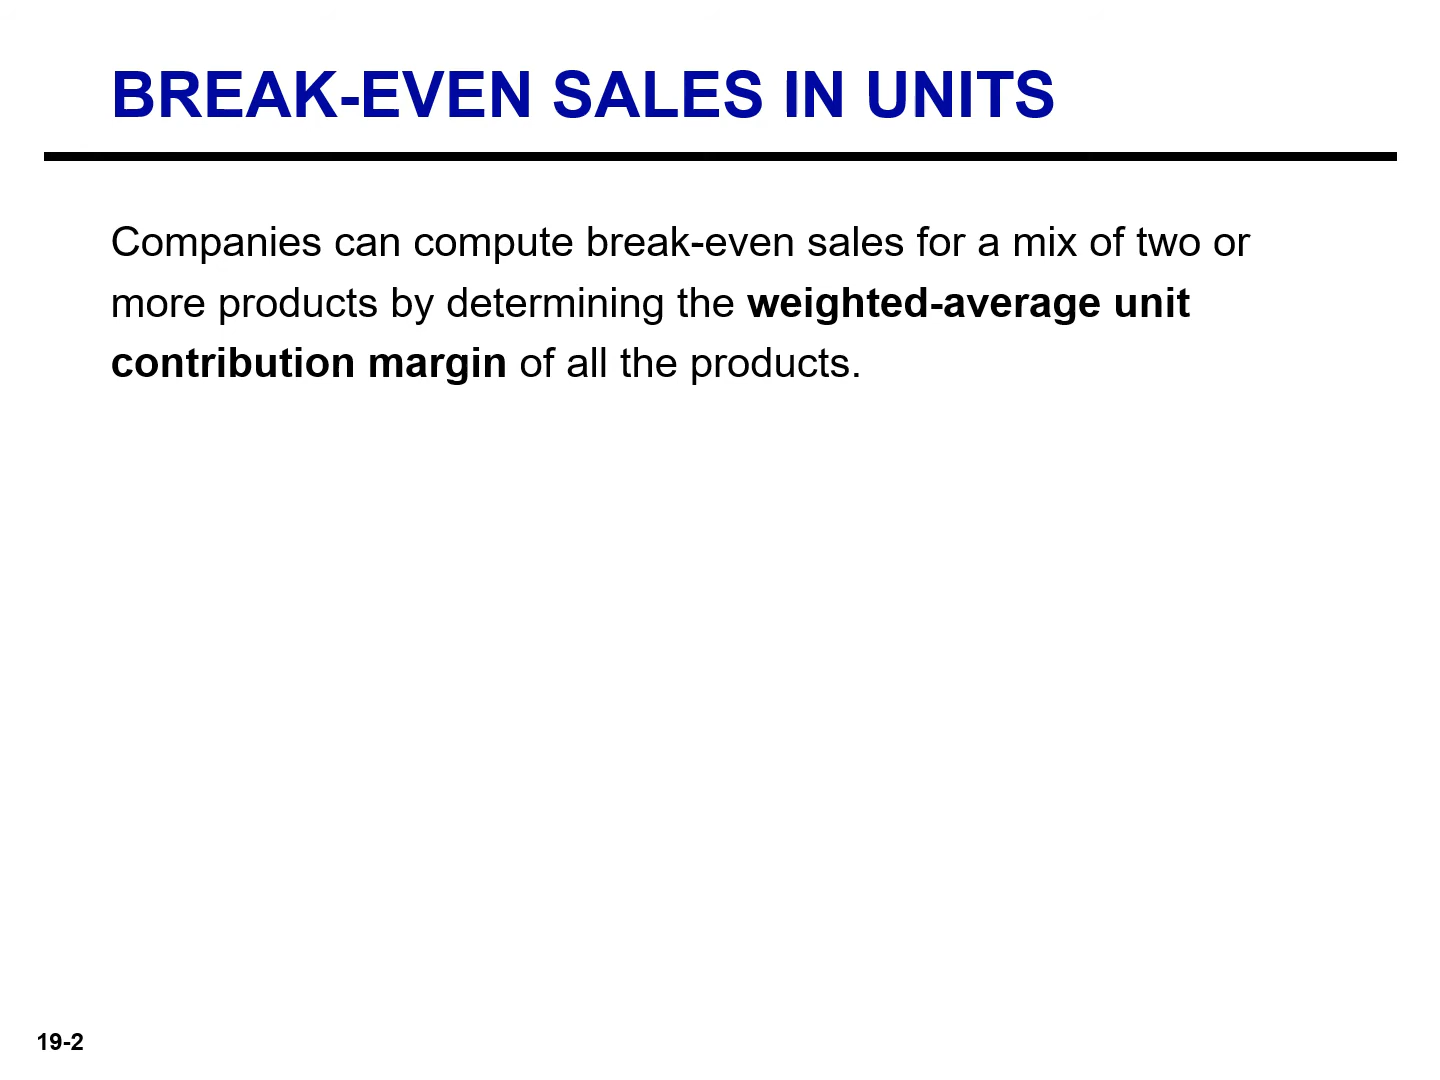 BREAK-EVEN SALES IN UNITS
Companies can compute break-even sales for a mix of two or
more products by determining the weighted-average unit
contribution margin of all the products.
19-2